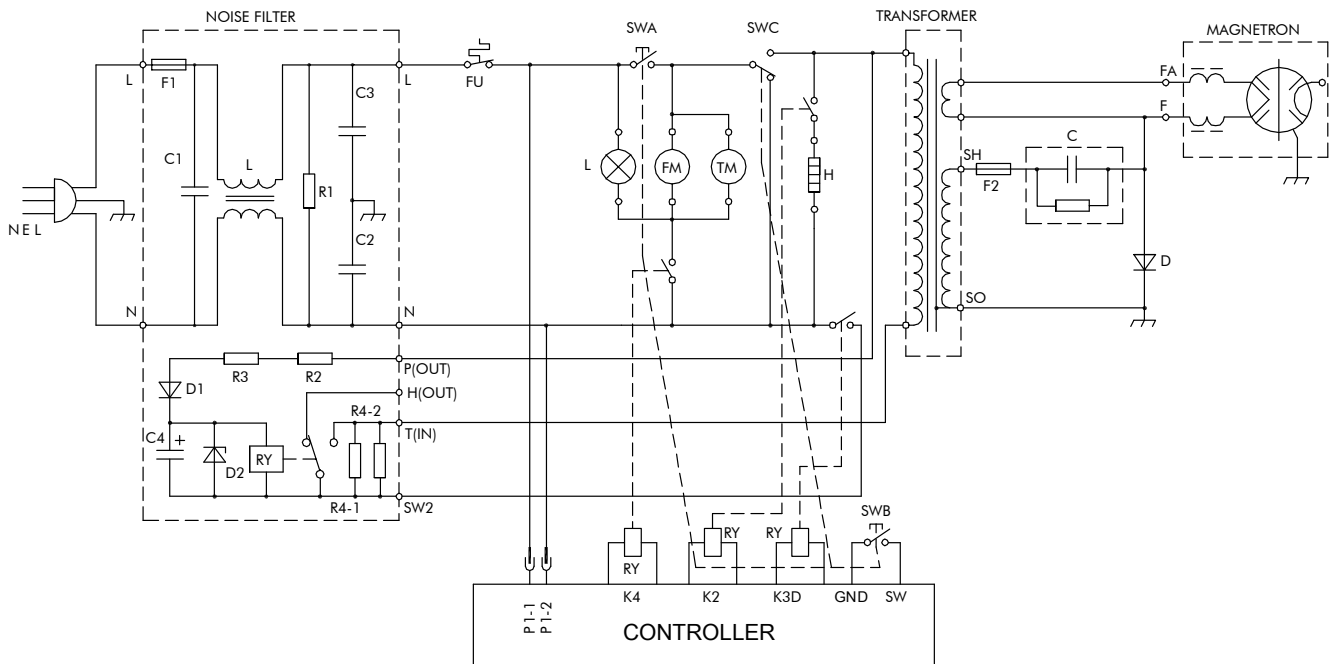 NOISE FILTER
SWA
SWC
TRANSFORMER
MAGNETRON
L
F1
C3
L
FU
FA
F
C1
L
R1
L
FM
TM
H
SH
F2
C
C2
N E L
D
N
N
SO
R3
R2
P(OUT)
D1
H(OUT)
R4-2
T(IN)
C4
+
RY
D2
R4-1
SW2
SWB
RY
RY
RY
P1-1
P1-2
K4
K2
K3D
GND
SW
CONTROLLER